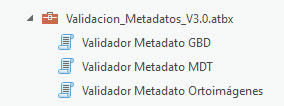 Validacion_Metadatos_V3.0.atbx
Validador Metadato GBD
Validador Metadato MDT
Validador Metadato Ortoimágenes